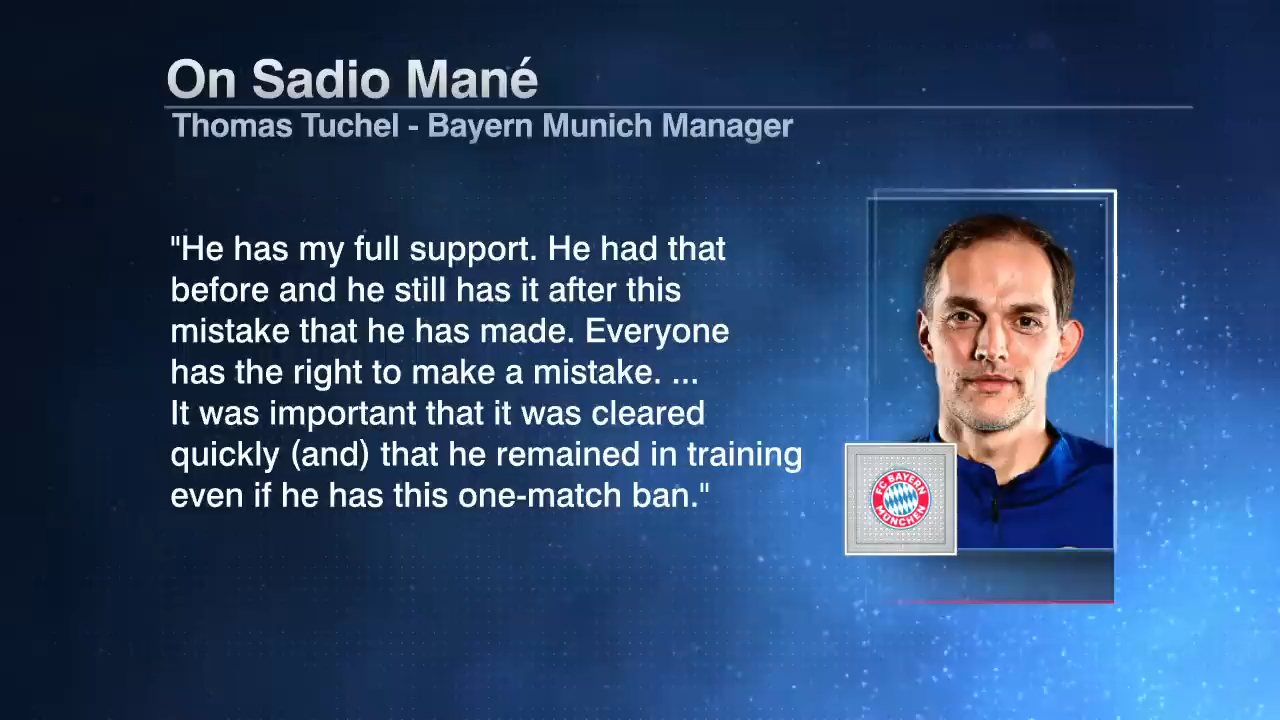 On Sadio Mané
Thomas Tuchel - Bayern Munich Manager
"He has my full support. He had that
before and he still has it after this
mistake that he has made. Everyone
has the right to make a mistake. ...
It was important that it was cleared
quickly (and) that he remained in training
even if he has this one-match ban."
FC BAYERN
MÜNCHEN